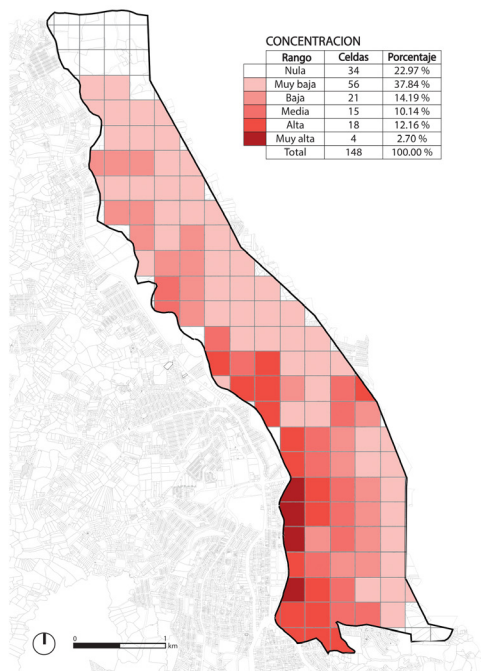 CONCENTRACION
Rango Celdas Porcentaje
Nula 34 22.97 %
Muy baja 56 37.84 %
Baja 21 14.19 %
Media 15 10.14 %
Alta 18 12.16 %
Muy alta 4 2.70 %
Total 148 100.00 %
0 1
km